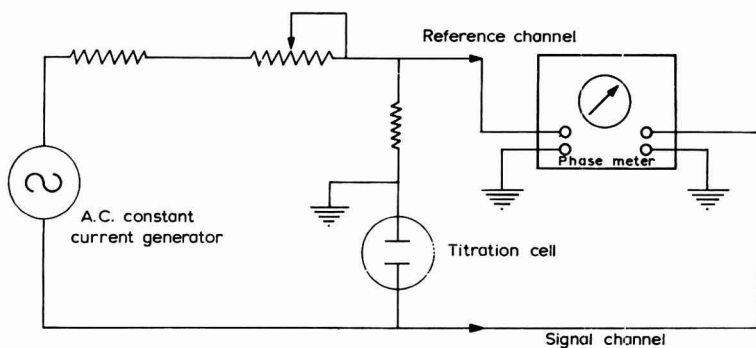 Reference channel
Phase meter
A.C. constant
current generator
Titration cell
Signal channel